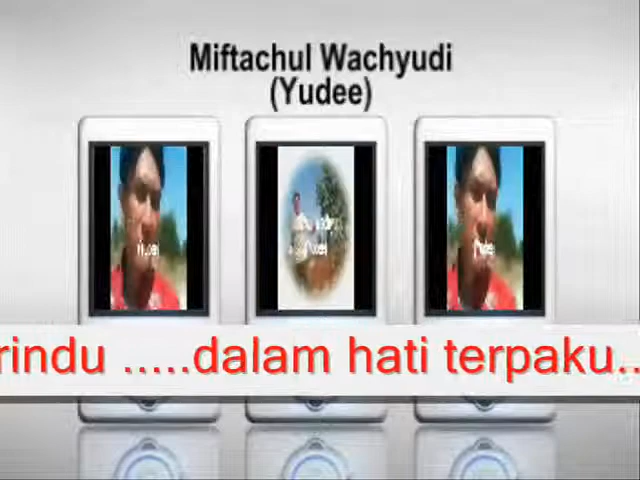 Miftachul Wachyudi
(Yudee)
rindu .....dalam hati terpaku..